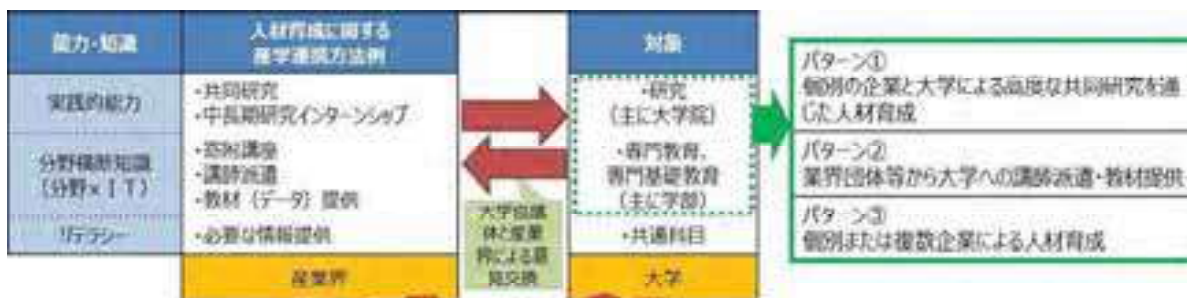 能力・知識
人材育成に関する
産学連携方法例
対象
実践的能力
・共同研究
・中長期研究インターンシップ
・研究
(主に大学院)
分野横断知識
(分野×IT)
・寄附講座
・講師派遣
・教材(データ)提供
・専門教育、
専門基礎教育
(主に学部)
リテラシー
・必要な情報提供
・共通科目
産業界
大学協議
体と産業
界による意
見交換
大学
パターン①
個別の企業と大学による高度な共同研究を通
じた人材育成
パターン②
業界団体等から大学への講師派遣・教材提供
パターン③
個別または複数企業による人材育成